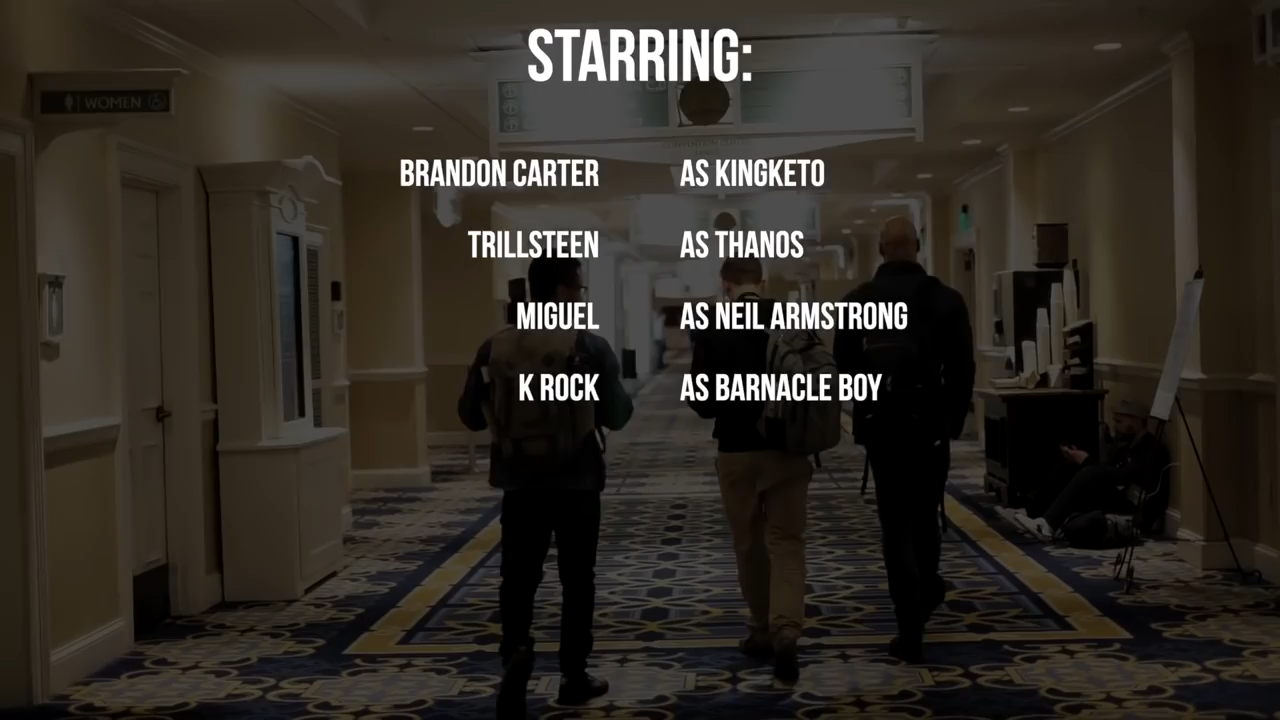 STARRING:
WOMEN
BRANDON CARTER AS KINGKETO
TRILLSTEEN AS THANOS
MIGUEL AS NEIL ARMSTRONG
K ROCK AS BARNACLE BOY